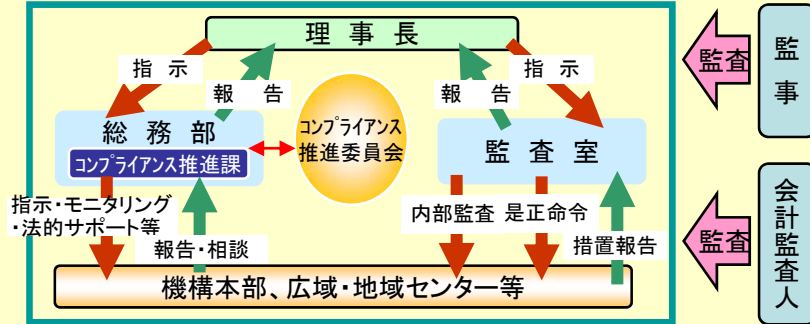 理事長
指示
報告
報告
指示
総務部
コンプライアンス推進課
コンプライアンス
推進委員会
監査室
指示・モニタリング
・法的サポート等
報告・相談
内部監査
是正命令
措置報告
機構本部、広域・地域センター等
監査
監事
監査
会計監査人